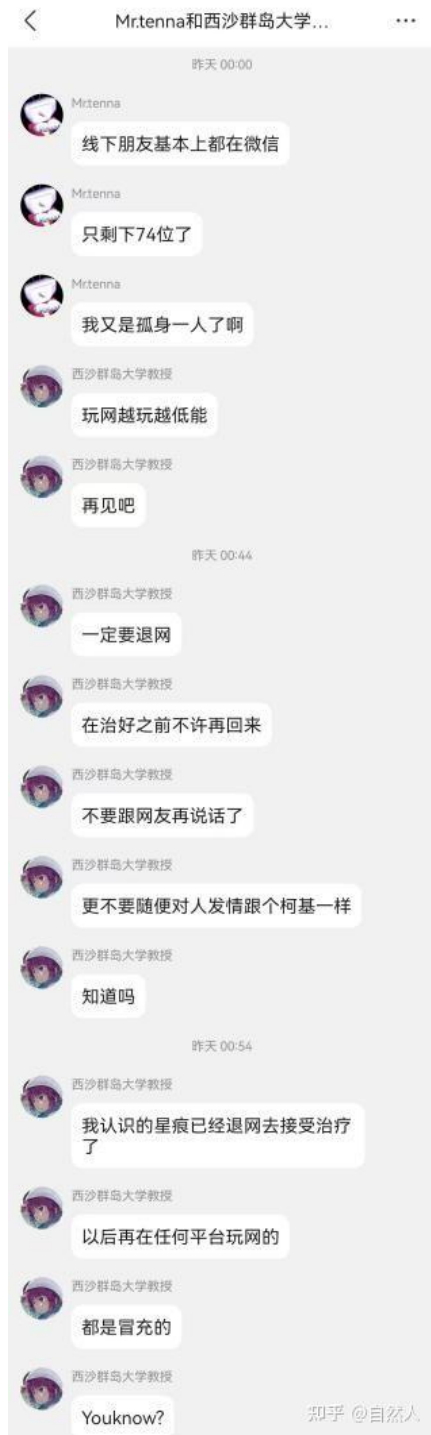 Mr.tenna和西沙群岛大学...
昨天 00:00
Mr.tenna
线下朋友基本上都在微信
Mr.tenna
只剩下74位了
Mr.tenna
我又是孤身一人了啊
西沙群岛大学教授
玩网越玩越低能
西沙群岛大学教授
再见吧
昨天 00:44
西沙群岛大学教授
一定要退网
西沙群岛大学教授
在治好之前不许再回来
西沙群岛大学教授
不要跟网友再说话了
西沙群岛大学教授
更不要随便对人发情跟个柯基一样
西沙群岛大学教授
知道吗
昨天 00:54
西沙群岛大学教授
我认识的星痕已经退网去接受治疗
了
西沙群岛大学教授
以后再在任何平台玩网的
西沙群岛大学教授
都是冒充的
西沙群岛大学教授
Youknow?
知乎 @自然人